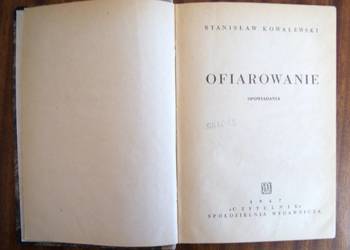 STANISŁAW KOWALEWSKI
OFIAROWANIE
OPOWIADANIA
1947
«CZYTELNIK»
SPÓŁDZIELNIA WYDAWNICZA